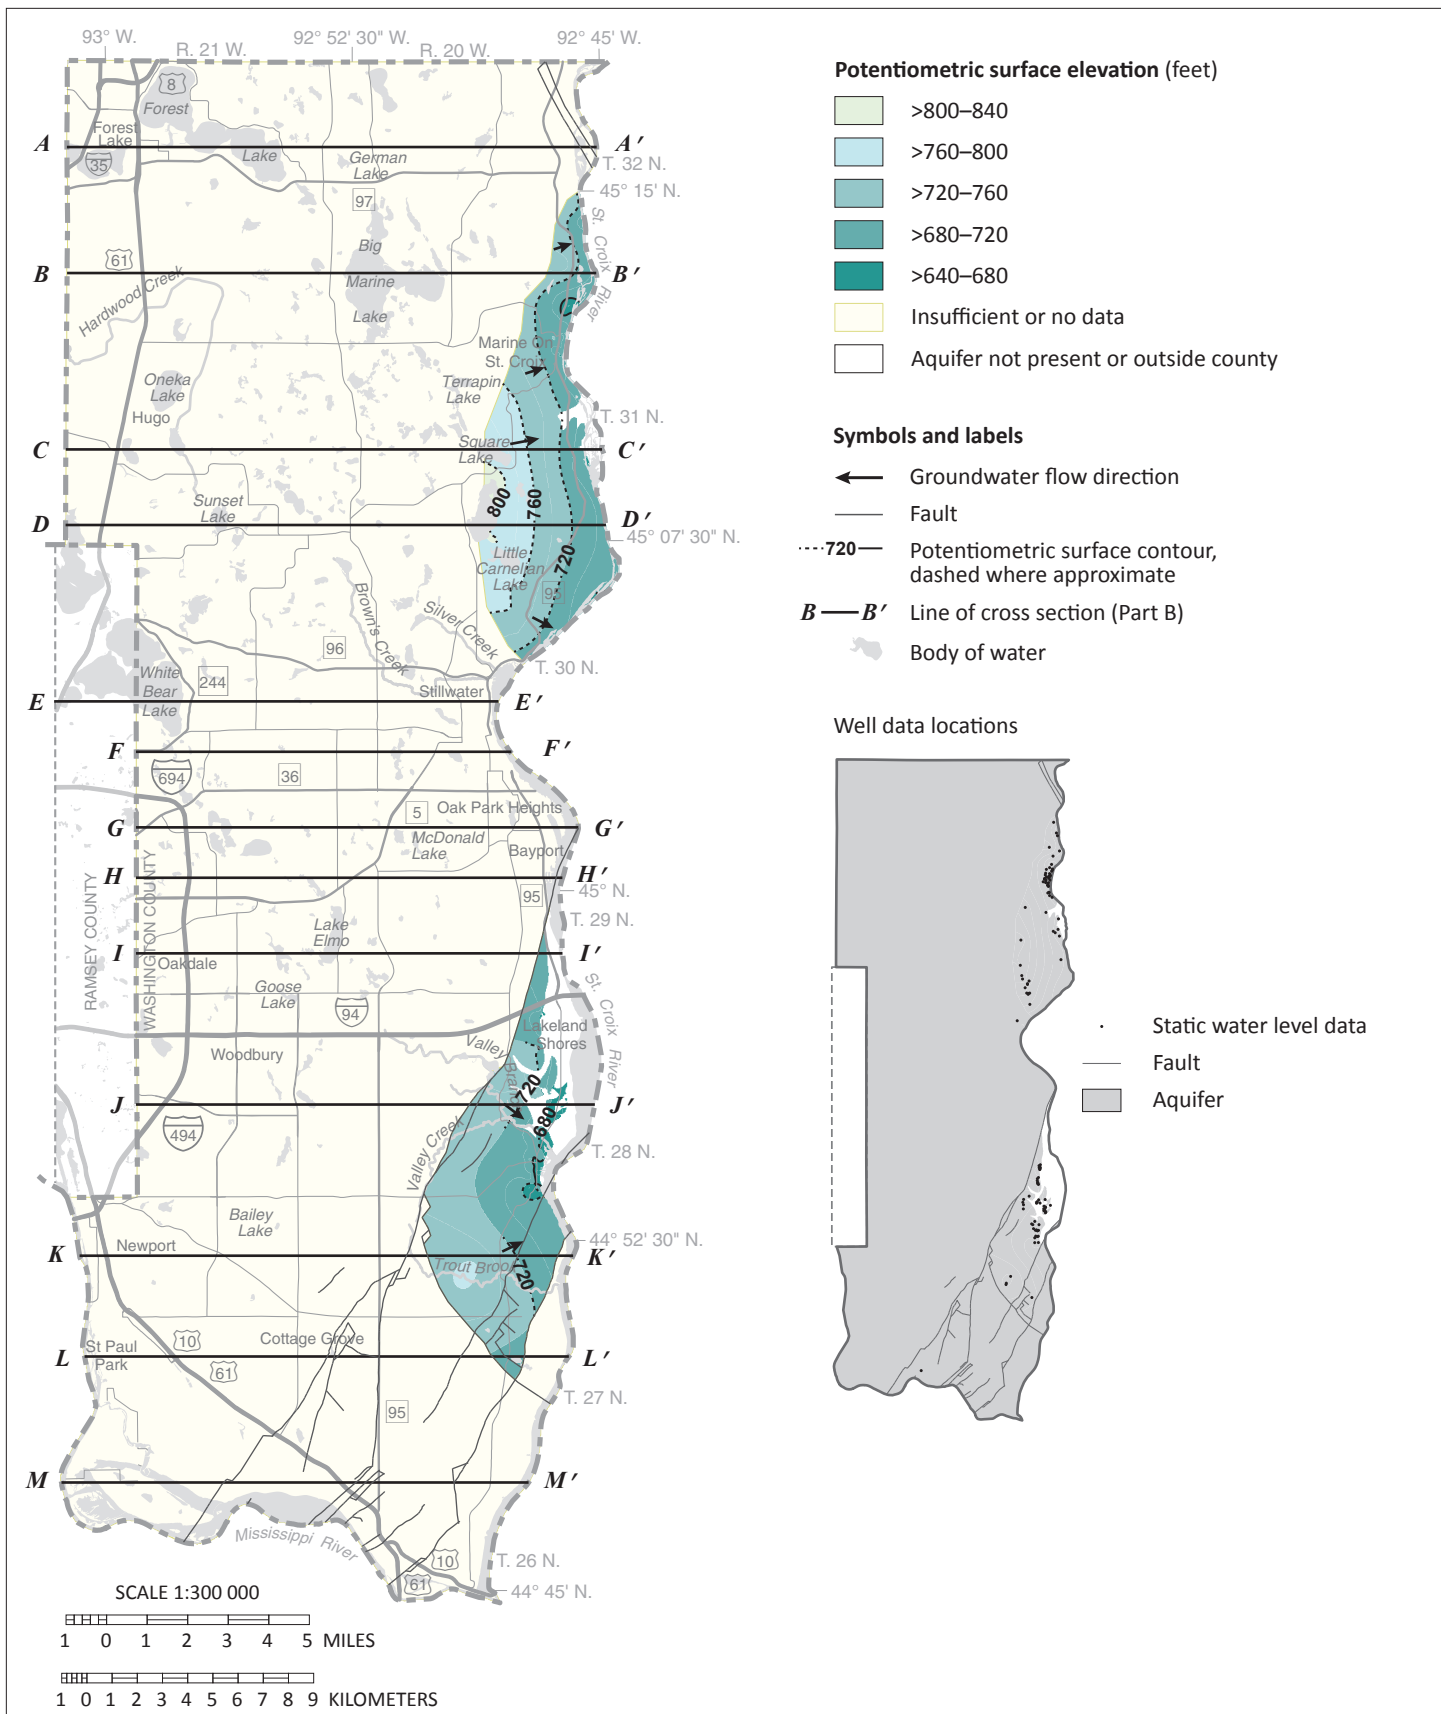 93° W.
92° 52' 30" W.
92° 45' W.
R. 21 W.
R. 20 W.
8
Forest
Forest
Lake
A
A'
35
Lake
German
Lake
T. 32 N.
45° 15' N.
97
St. Croix River
Big
61
B
B'
Marine
Hardwood Creek
Lake
Marine On
St. Croix
Oneka
Lake
Terrapin
Lake
Hugo
T. 31 N.
C
Square
Lake
C'
800
760
Sunset
Lake
D
D'
45° 07' 30" N.
Little
Carnelian
Lake
720
95
Brown's Creek
Silver Creek
96
T. 30 N.
White
Bear
Lake
244
Stillwater
E
E'
F
F'
694
36
5
Oak Park Heights
G
G'
McDonald
Lake
Bayport
RAMSEY COUNTY
WASHINGTON COUNTY
H
H'
45° N.
95
T. 29 N.
Lake
Elmo
I
I'
Oakdale
Goose
Lake
St. Croix River
94
Lakeland
Shores
Woodbury
Valley Branch
720
J
J'
680
494
Valley Creek
T. 28 N.
Bailey
Lake
Newport
44° 52' 30" N.
K
K'
Trout Brook
720
10
Cottage Grove
St Paul
Park
L
L'
61
T. 27 N.
95
M
M'
Mississippi River
10
T. 26 N.
61
44° 45' N.
SCALE 1:300 000
1 0 1 2 3 4 5 MILES
1 0 1 2 3 4 5 6 7 8 9 KILOMETERS
Potentiometric surface elevation (feet)
>800–840
>760–800
>720–760
>680–720
>640–680
Insufficient or no data
Aquifer not present or outside county
Symbols and labels
Groundwater flow direction
Fault
720
Potentiometric surface contour,
dashed where approximate
B B' Line of cross section (Part B)
Body of water
Well data locations
Static water level data
Fault
Aquifer